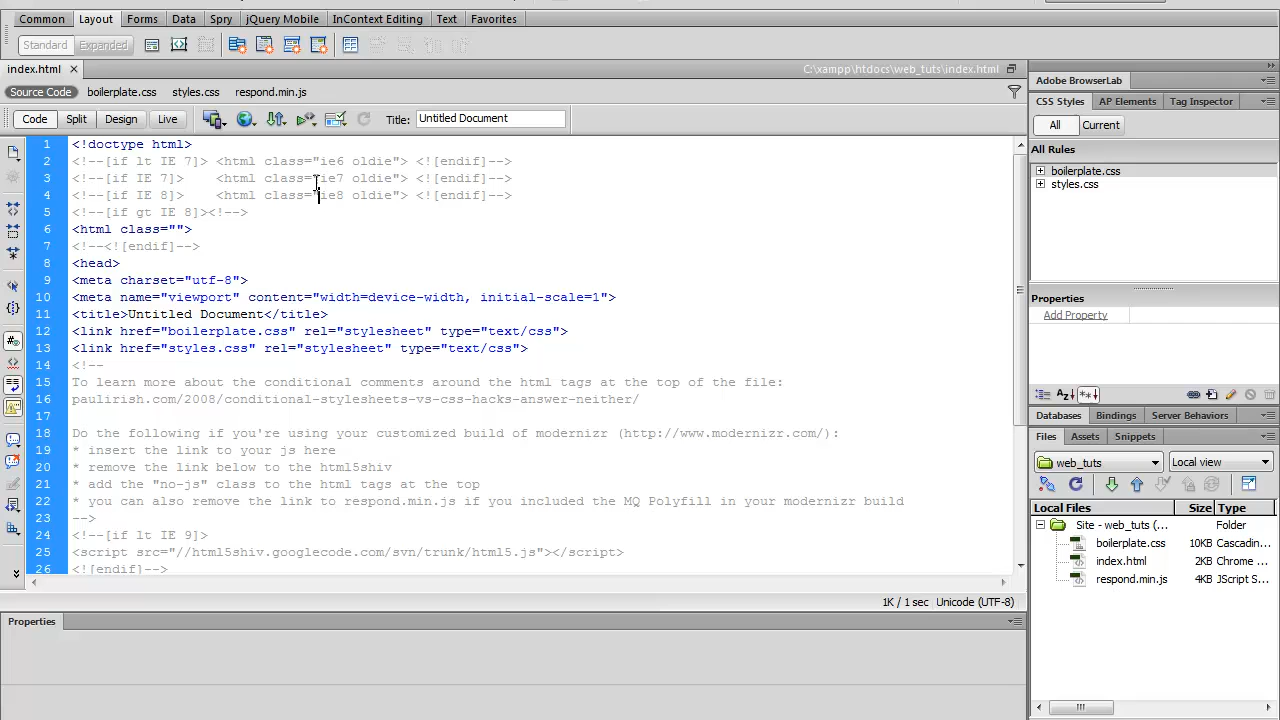 Common Layout Forms Data Spry jQuery Mobile InContext Editing Text Favorites
Standard Expanded
index.html C:\xampp\htdocs\web_tuts\index.html
Source Code boilerplate.css styles.css respond.min.js
Code Split Design Live Title: Untitled Document
1 <!doctype html>
2 <!--[if lt IE 7]> <html class="ie6 oldie"> <![endif]-->
3 <!--[if IE 7]>    <html class="ie7 oldie"> <![endif]-->
4 <!--[if IE 8]>    <html class="ie8 oldie"> <![endif]-->
5 <!--[if gt IE 8]><!-->
6 <html class="">
7 <!--<![endif]-->
8 <head>
9 <meta charset="utf-8">
10 <meta name="viewport" content="width=device-width, initial-scale=1">
11 <title>Untitled Document</title>
12 <link href="boilerplate.css" rel="stylesheet" type="text/css">
13 <link href="styles.css" rel="stylesheet" type="text/css">
14 <!--
15 To learn more about the conditional comments around the html tags at the top of the file:
16 paulirish.com/2008/conditional-stylesheets-vs-css-hacks-answer-neither/
17
18 Do the following if you're using your customized build of modernizr (http://www.modernizr.com/):
19 * insert the link to your js here
20 * remove the link below to the html5shiv
21 * add the "no-js" class to the html tags at the top
22 * you can also remove the link to respond.min.js if you included the MQ Polyfill in your modernizr build
23 -->
24 <!--[if lt IE 9]>
25 <script src="//html5shiv.googlecode.com/svn/trunk/html5.js"></script>
26 <![endif]-->
1K / 1 sec Unicode (UTF-8)
Properties
Adobe BrowserLab
CSS Styles AP Elements Tag Inspector
All Current
All Rules
boilerplate.css
styles.css
Properties
Add Property
Databases Bindings Server Behaviors
Files Assets Snippets
web_tuts Local view
Local Files Size Type
Site - web_tuts (... Folder
boilerplate.css 10KB Cascadin...
index.html 2KB Chrome ...
respond.min.js 4KB JScript S...